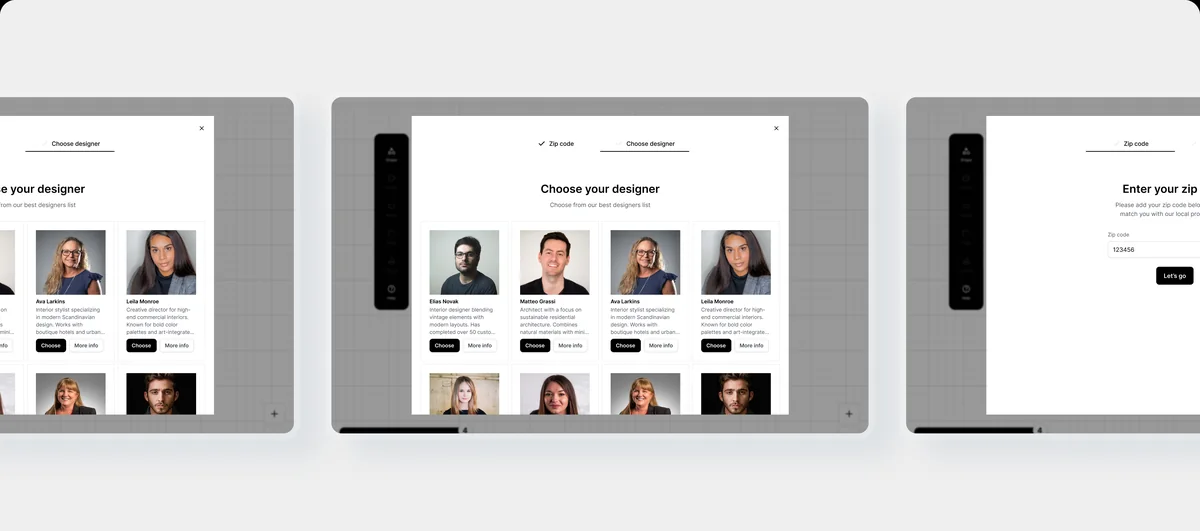 Choose designer
se your designer
from our best designers list
Ava Larkins
Interior stylist specializing
in modern Scandinavian
design. Works with
boutique hotels and urban...
Choose
More info
Leila Monroe
Creative director for high-
end commercial interiors.
Known for bold color
palettes and art-integrate...
Choose
More info
Zip code
Choose designer
Choose your designer
Choose from our best designers list
Elias Novak
Interior designer blending
vintage elements with
modern layouts. Has
completed over 50 custo...
Choose
More info
Matteo Grassi
Architect with a focus on
sustainable residential
architecture. Combines
natural materials with mini...
Choose
More info
Ava Larkins
Interior stylist specializing
in modern Scandinavian
design. Works with
boutique hotels and urban...
Choose
More info
Leila Monroe
Creative director for high-
end commercial interiors.
Known for bold color
palettes and art-integrate...
Choose
More info
4
Zip code
Enter your zip
Please add your zip code belo
match you with our local pro
Zip code
123456
Let's go
4